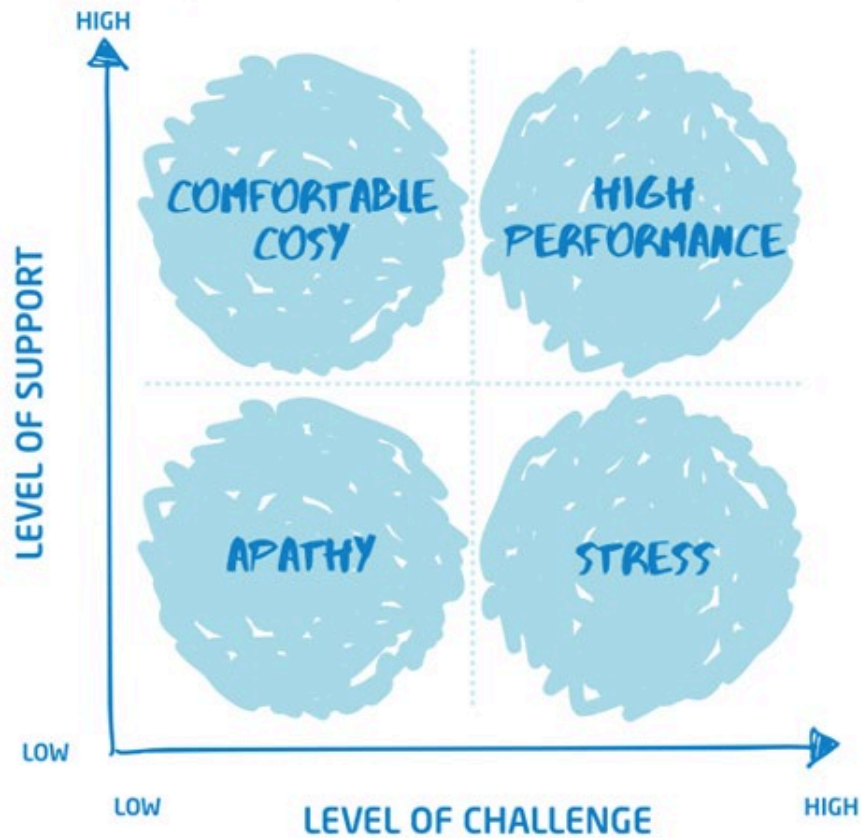 HIGH
COMFORTABLE
COSY
HIGH
PERFORMANCE
LEVEL OF SUPPORT
APATHY
STRESS
LOW
LOW
LEVEL OF CHALLENGE
HIGH